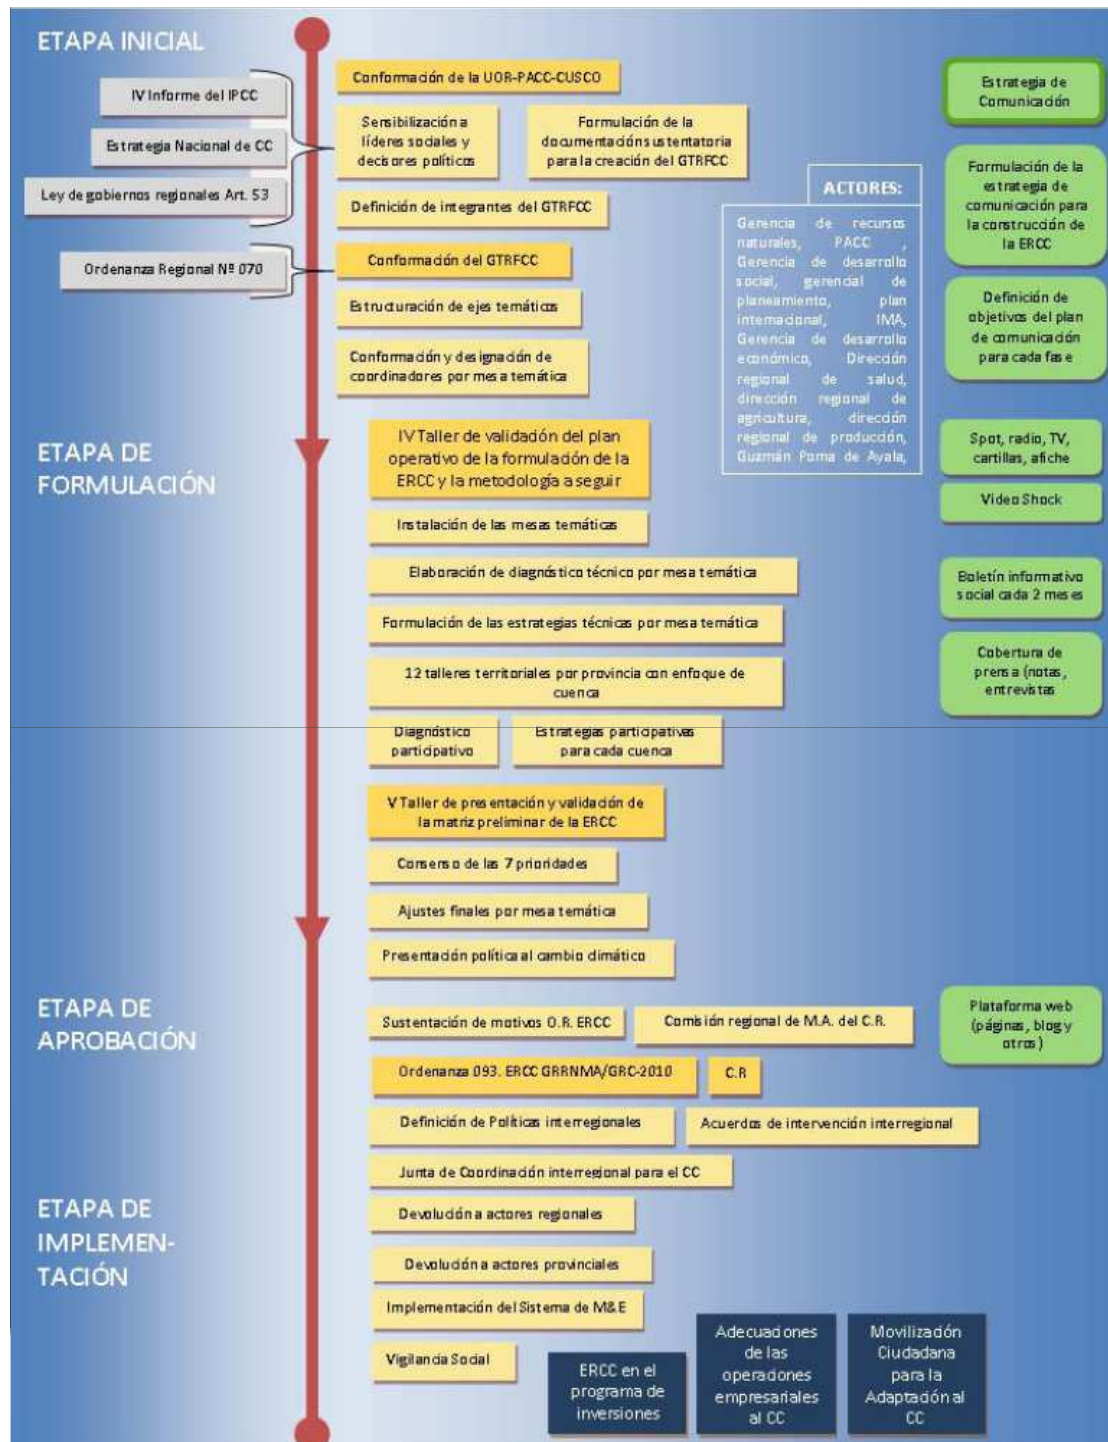 ETAPA INICIAL
IV Informe del IPCC
Estrategia Nacional de CC
Ley de gobiernos regionales Art. 53
Ordenanza Regional Nº 070
Conformación de la UOR-PACC-CUSCO
Sensibilización a
líderes sociales y
decisores políticos
Formulación de la
documentación sustentatoria
para la creación del GTRFCC
Definición de integrantes del GTRFCC
Conformación del GTRFCC
Estructuración de ejes temáticos
Conformación y designación de
coordinadores por mesa temática
ACTORES:
Gerencia de recursos
naturales, PACC ,
Gerencia de desarrollo
social, gerencial de
planeamiento, plan
internacional, IMA,
Gerencia de desarrollo
económico, Dirección
regional de salud,
dirección regional de
agricultura, dirección
regional de producción,
Guzmán Poma de Ayala,
Estrategia de
Comunicación
Formulación de la
estrategia de
comunicación para
la construcción de
la ERCC
Definición de
objetivos del plan
de comunicación
para cada fase
Spot, radio, TV,
cartillas, afiche
Video Shock
Boletín informativo
social cada 2 meses
Cobertura de
prensa (notas,
entrevistas
ETAPA DE
FORMULACIÓN
IV Taller de validación del plan
operativo de la formulación de la
ERCC y la metodología a seguir
Instalación de las mesas temáticas
Elaboración de diagnóstico técnico por mesa temática
Formulación de las estrategias técnicas por mesa temática
12 talleres territoriales por provincia con enfoque de
cuenca
Diagnóstico
participativo
Estrategias participativas
para cada cuenca
V Taller de presentación y validación de
la matriz preliminar de la ERCC
Consenso de las 7 prioridades
Ajustes finales por mesa temática
Presentación política al cambio climático
ETAPA DE
APROBACIÓN
Sustentación de motivos O.R. ERCC
Comisión regional de M.A. del C.R.
Plataforma web
(páginas, blog y
otros)
Ordenanza 093. ERCC GRRNMA/GRC-2010
C.R
Definición de Políticas interregionales
Acuerdos de intervención interregional
Junta de Coordinación interregional para el CC
ETAPA DE
IMPLEMEN-
TACIÓN
Devolución a actores regionales
Devolución a actores provinciales
Implementación del Sistema de M&E
Vigilancia Social
ERCC en el
programa de
inversiones
Adecuaciones
de las
operaciones
empresariales
al CC
Movilización
Ciudadana
para la
Adaptación al
CC